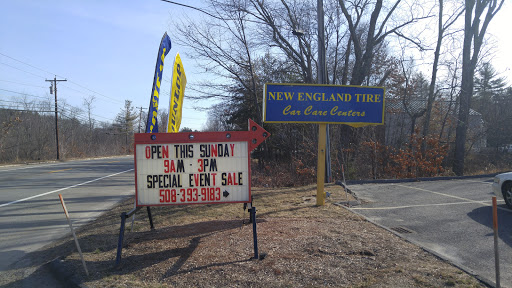 NEW ENGLAND TIRE
Car Care Centers
OPEN THIS SUNDAY
9AM - 3PM
SPECIAL EVENT SALE
508-393-9183